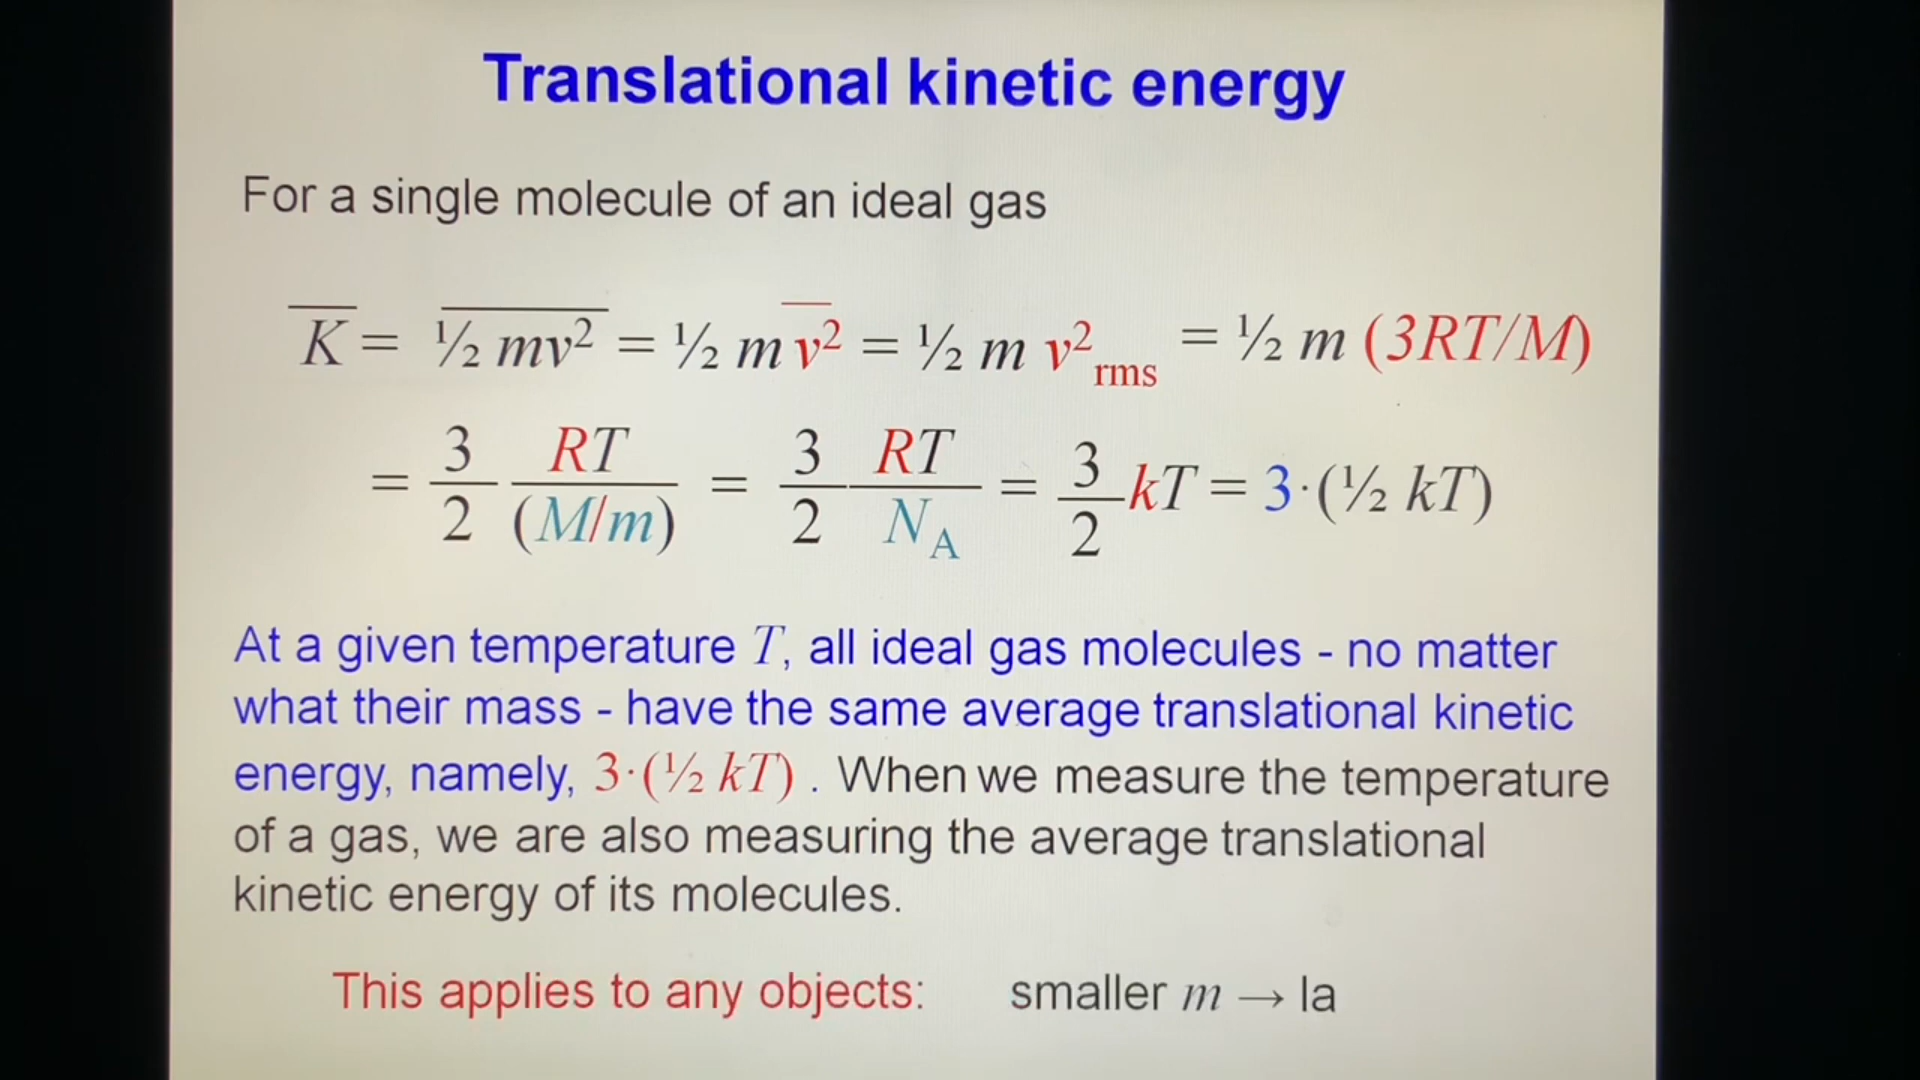 Translational kinetic energy
For a single molecule of an ideal gas
K̅ = ½ mv² = ½ m v² = ½ m v²rms = ½ m (3RT/M)
= 3/2 RT/(M/m) = 3/2 RT/N_A = 3/2 kT = 3·(½ kT)
At a given temperature T, all ideal gas molecules - no matter
what their mass - have the same average translational kinetic
energy, namely, 3·(½ kT) . When we measure the temperature
of a gas, we are also measuring the average translational
kinetic energy of its molecules.
This applies to any objects: smaller m → la